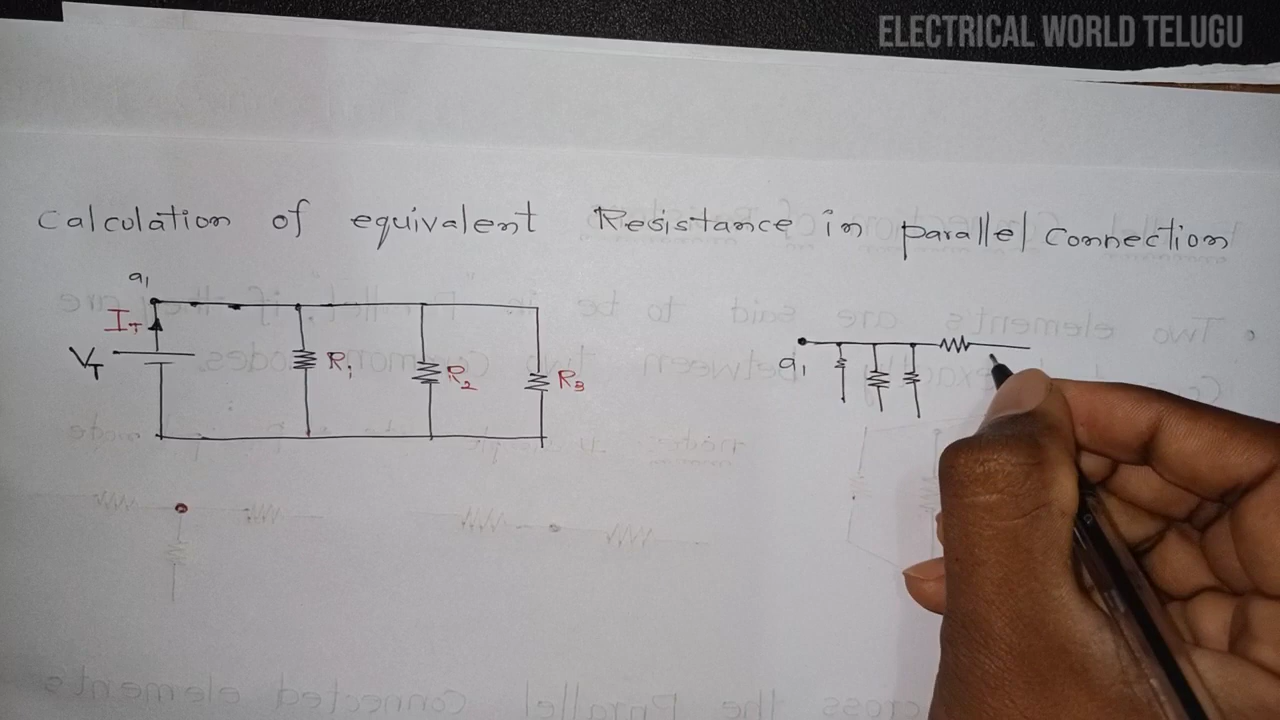 ELECTRICAL WORLD TELUGU
Calculation of equivalent Resistance in parallel Connection
a1
IT
VT
R1
R2
R3
a1